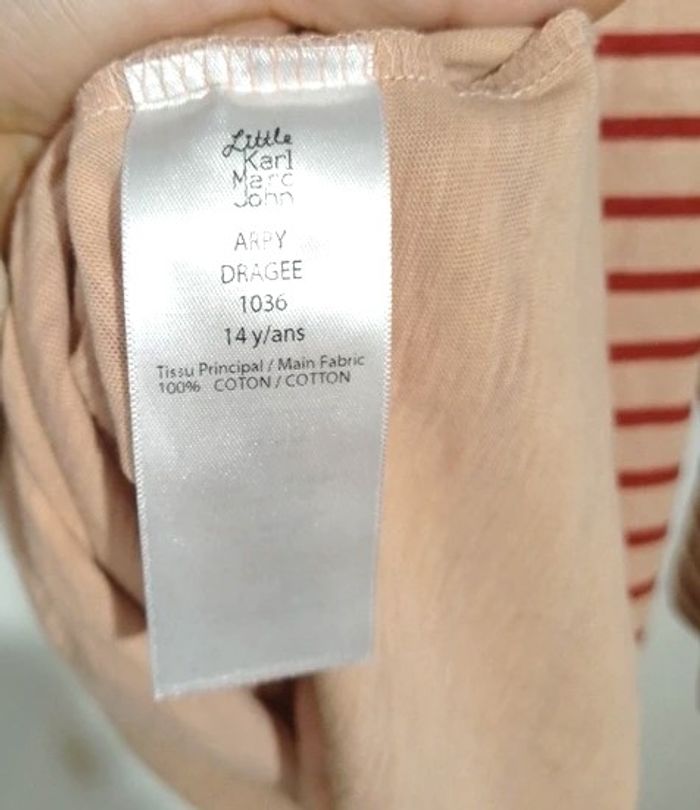 Little
Karl
Marc
John
ARPY
DRAGEE
1036
14 y/ans
Tissu Principal / Main Fabric
100% COTON / COTTON